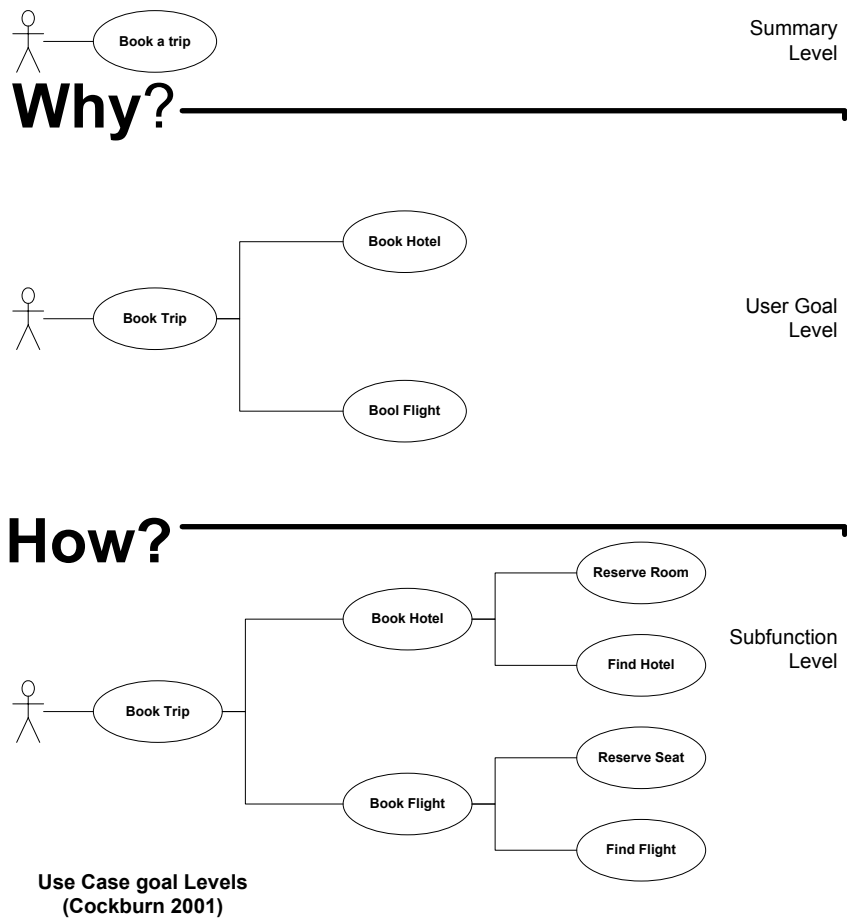 Book a trip
Summary
Level
Why?
Book Hotel
Book Trip
User Goal
Level
Bool Flight
How?
Reserve Room
Book Hotel
Subfunction
Level
Find Hotel
Book Trip
Reserve Seat
Book Flight
Find Flight
Use Case goal Levels
(Cockburn 2001)